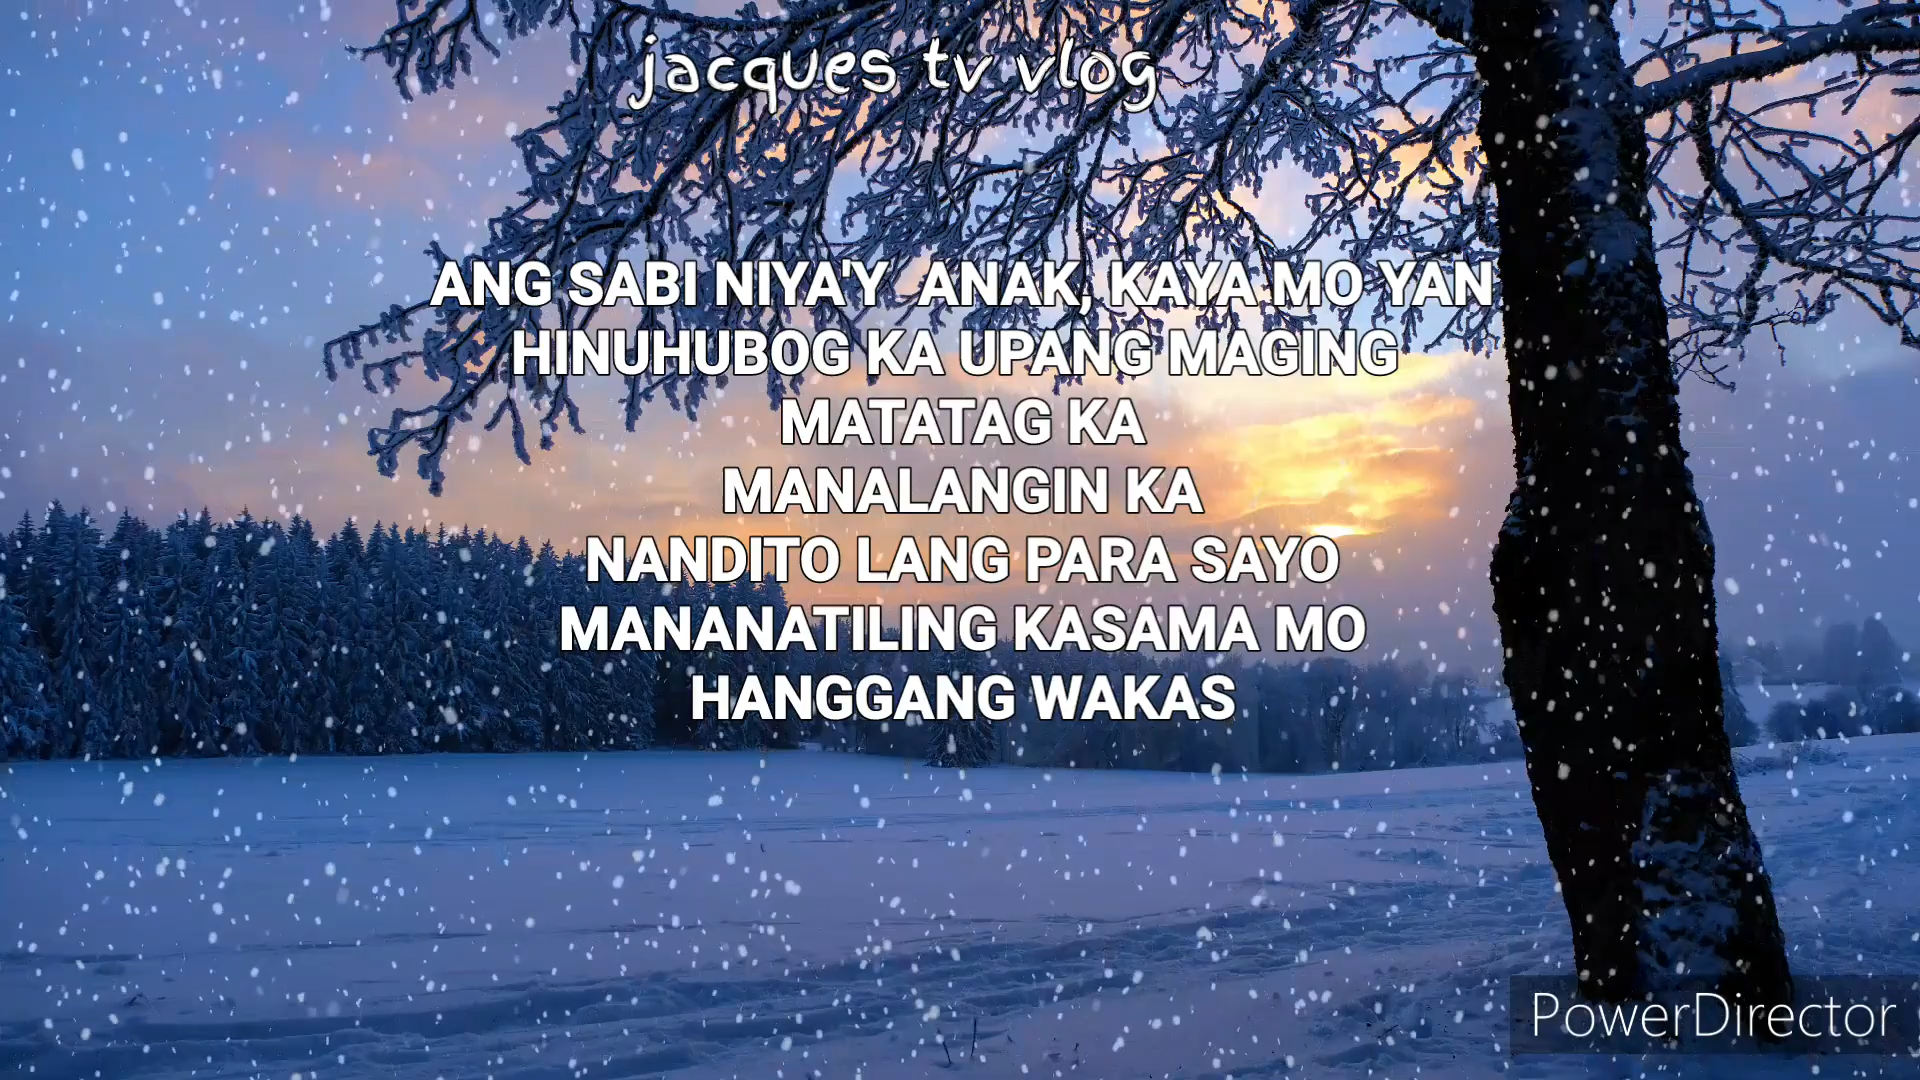 jacques tv vlog
ANG SABI NIYA'Y  ANAK, KAYA MO YAN
HINUHUBOG KA UPANG MAGING
MATATAG KA
MANALANGIN KA
NANDITO LANG PARA SAYO
MANANATILING KASAMA MO
HANGGANG WAKAS
PowerDirector